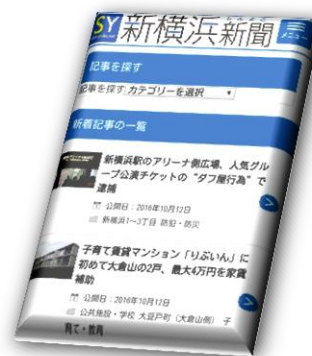 SY 新横浜新聞
メニュー
記事を探す
記事を探す カテゴリーを選択
新着記事の一覧
新横浜駅のアリーナ側広場、人気グル
ープ公演チケットの“ダフ屋行為”で
逮捕
公開日：2016年10月12日
新横浜1～3丁目 防犯・防災
子育て賃貸マンション「りぶいん」に
初めて大倉山の2戸、最大4万円を家賃
補助
公開日：2016年10月12日
公共施設・学校 大豆戸町（大倉山側） 子
育て・教育